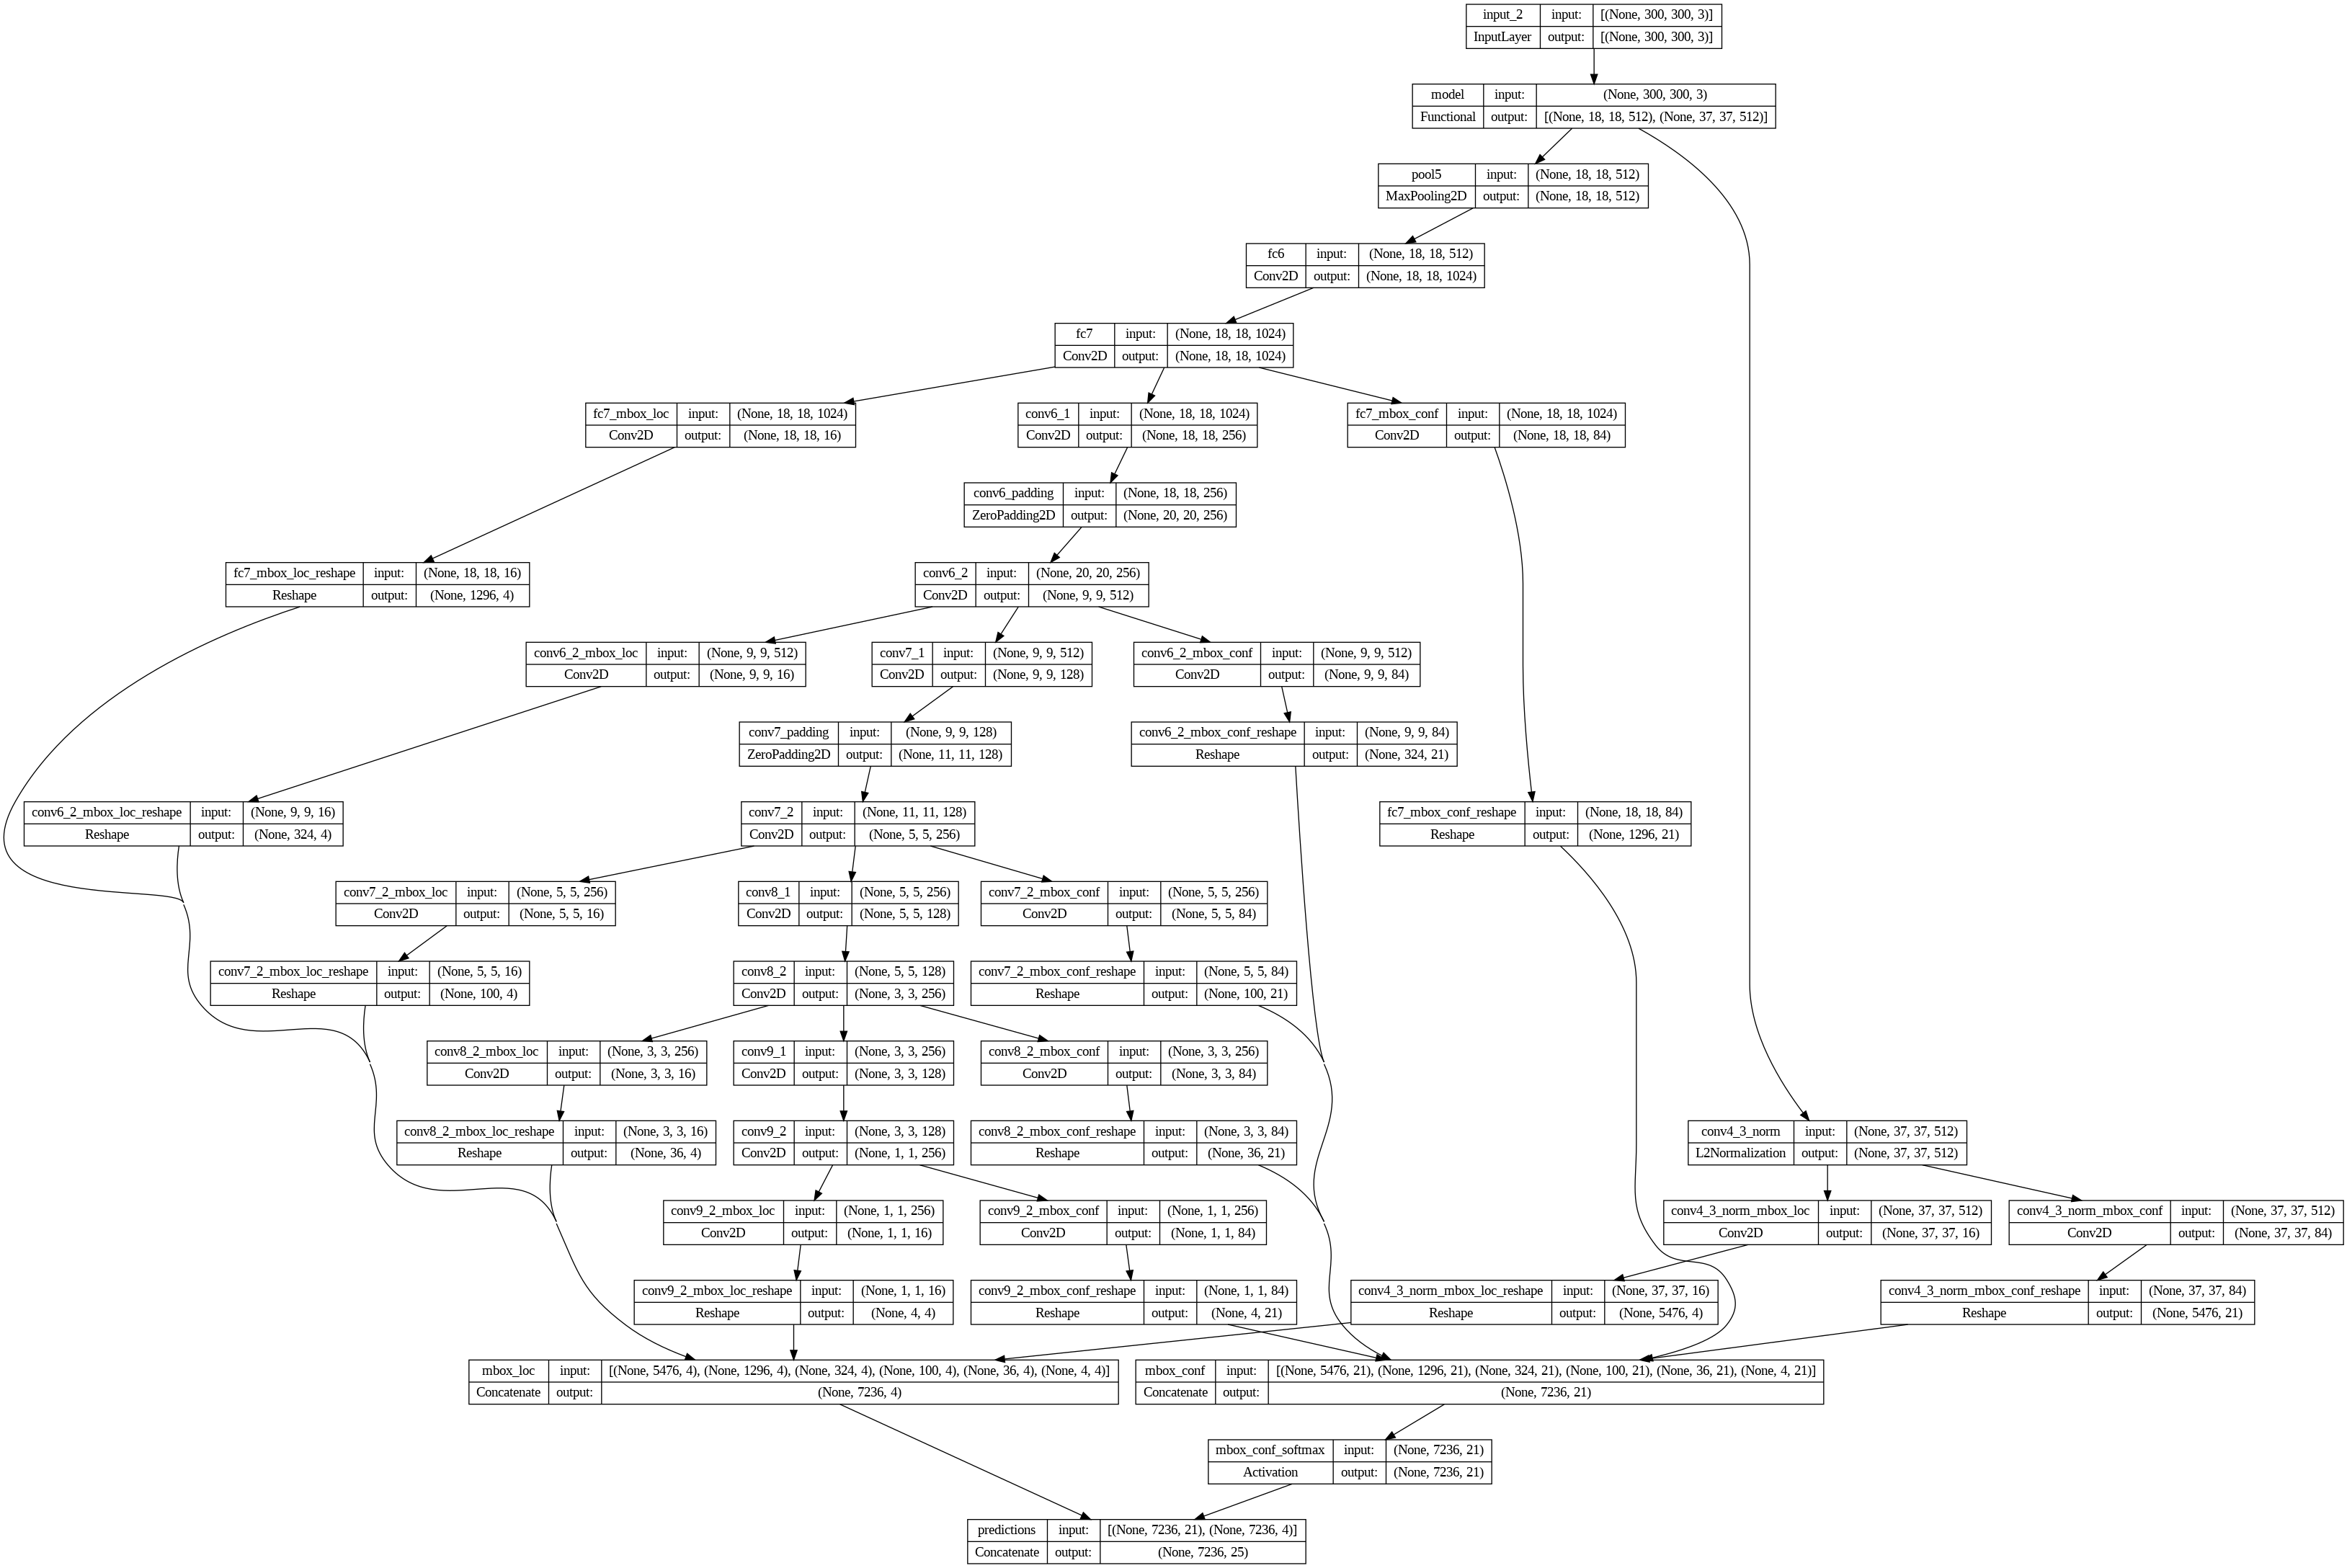 input_2 input: [(None, 300, 300, 3)]
InputLayer output: [(None, 300, 300, 3)]
model input: (None, 300, 300, 3)
Functional output: [(None, 18, 18, 512), (None, 37, 37, 512)]
pool5 input: (None, 18, 18, 512)
MaxPooling2D output: (None, 18, 18, 512)
fc6 input: (None, 18, 18, 512)
Conv2D output: (None, 18, 18, 1024)
fc7 input: (None, 18, 18, 1024)
Conv2D output: (None, 18, 18, 1024)
fc7_mbox_loc input: (None, 18, 18, 1024)
Conv2D output: (None, 18, 18, 16)
conv6_1 input: (None, 18, 18, 1024)
Conv2D output: (None, 18, 18, 256)
fc7_mbox_conf input: (None, 18, 18, 1024)
Conv2D output: (None, 18, 18, 84)
conv6_padding input: (None, 18, 18, 256)
ZeroPadding2D output: (None, 20, 20, 256)
fc7_mbox_loc_reshape input: (None, 18, 18, 16)
Reshape output: (None, 1296, 4)
conv6_2 input: (None, 20, 20, 256)
Conv2D output: (None, 9, 9, 512)
conv6_2_mbox_loc input: (None, 9, 9, 512)
Conv2D output: (None, 9, 9, 16)
conv7_1 input: (None, 9, 9, 512)
Conv2D output: (None, 9, 9, 128)
conv6_2_mbox_conf input: (None, 9, 9, 512)
Conv2D output: (None, 9, 9, 84)
conv7_padding input: (None, 9, 9, 128)
ZeroPadding2D output: (None, 11, 11, 128)
conv6_2_mbox_conf_reshape input: (None, 9, 9, 84)
Reshape output: (None, 324, 21)
conv6_2_mbox_loc_reshape input: (None, 9, 9, 16)
Reshape output: (None, 324, 4)
conv7_2 input: (None, 11, 11, 128)
Conv2D output: (None, 5, 5, 256)
fc7_mbox_conf_reshape input: (None, 18, 18, 84)
Reshape output: (None, 1296, 21)
conv7_2_mbox_loc input: (None, 5, 5, 256)
Conv2D output: (None, 5, 5, 16)
conv8_1 input: (None, 5, 5, 256)
Conv2D output: (None, 5, 5, 128)
conv7_2_mbox_conf input: (None, 5, 5, 256)
Conv2D output: (None, 5, 5, 84)
conv7_2_mbox_loc_reshape input: (None, 5, 5, 16)
Reshape output: (None, 100, 4)
conv8_2 input: (None, 5, 5, 128)
Conv2D output: (None, 3, 3, 256)
conv7_2_mbox_conf_reshape input: (None, 5, 5, 84)
Reshape output: (None, 100, 21)
conv8_2_mbox_loc input: (None, 3, 3, 256)
Conv2D output: (None, 3, 3, 16)
conv9_1 input: (None, 3, 3, 256)
Conv2D output: (None, 3, 3, 128)
conv8_2_mbox_conf input: (None, 3, 3, 256)
Conv2D output: (None, 3, 3, 84)
conv8_2_mbox_loc_reshape input: (None, 3, 3, 16)
Reshape output: (None, 36, 4)
conv9_2 input: (None, 3, 3, 128)
Conv2D output: (None, 1, 1, 256)
conv8_2_mbox_conf_reshape input: (None, 3, 3, 84)
Reshape output: (None, 36, 21)
conv4_3_norm input: (None, 37, 37, 512)
L2Normalization output: (None, 37, 37, 512)
conv9_2_mbox_loc input: (None, 1, 1, 256)
Conv2D output: (None, 1, 1, 16)
conv9_2_mbox_conf input: (None, 1, 1, 256)
Conv2D output: (None, 1, 1, 84)
conv4_3_norm_mbox_loc input: (None, 37, 37, 512)
Conv2D output: (None, 37, 37, 16)
conv4_3_norm_mbox_conf input: (None, 37, 37, 512)
Conv2D output: (None, 37, 37, 84)
conv9_2_mbox_loc_reshape input: (None, 1, 1, 16)
Reshape output: (None, 4, 4)
conv9_2_mbox_conf_reshape input: (None, 1, 1, 84)
Reshape output: (None, 4, 21)
conv4_3_norm_mbox_loc_reshape input: (None, 37, 37, 16)
Reshape output: (None, 5476, 4)
conv4_3_norm_mbox_conf_reshape input: (None, 37, 37, 84)
Reshape output: (None, 5476, 21)
mbox_loc input: [(None, 5476, 4), (None, 1296, 4), (None, 324, 4), (None, 100, 4), (None, 36, 4), (None, 4, 4)]
Concatenate output: (None, 7236, 4)
mbox_conf input: [(None, 5476, 21), (None, 1296, 21), (None, 324, 21), (None, 100, 21), (None, 36, 21), (None, 4, 21)]
Concatenate output: (None, 7236, 21)
mbox_conf_softmax input: (None, 7236, 21)
Activation output: (None, 7236, 21)
predictions input: [(None, 7236, 21), (None, 7236, 4)]
Concatenate output: (None, 7236, 25)